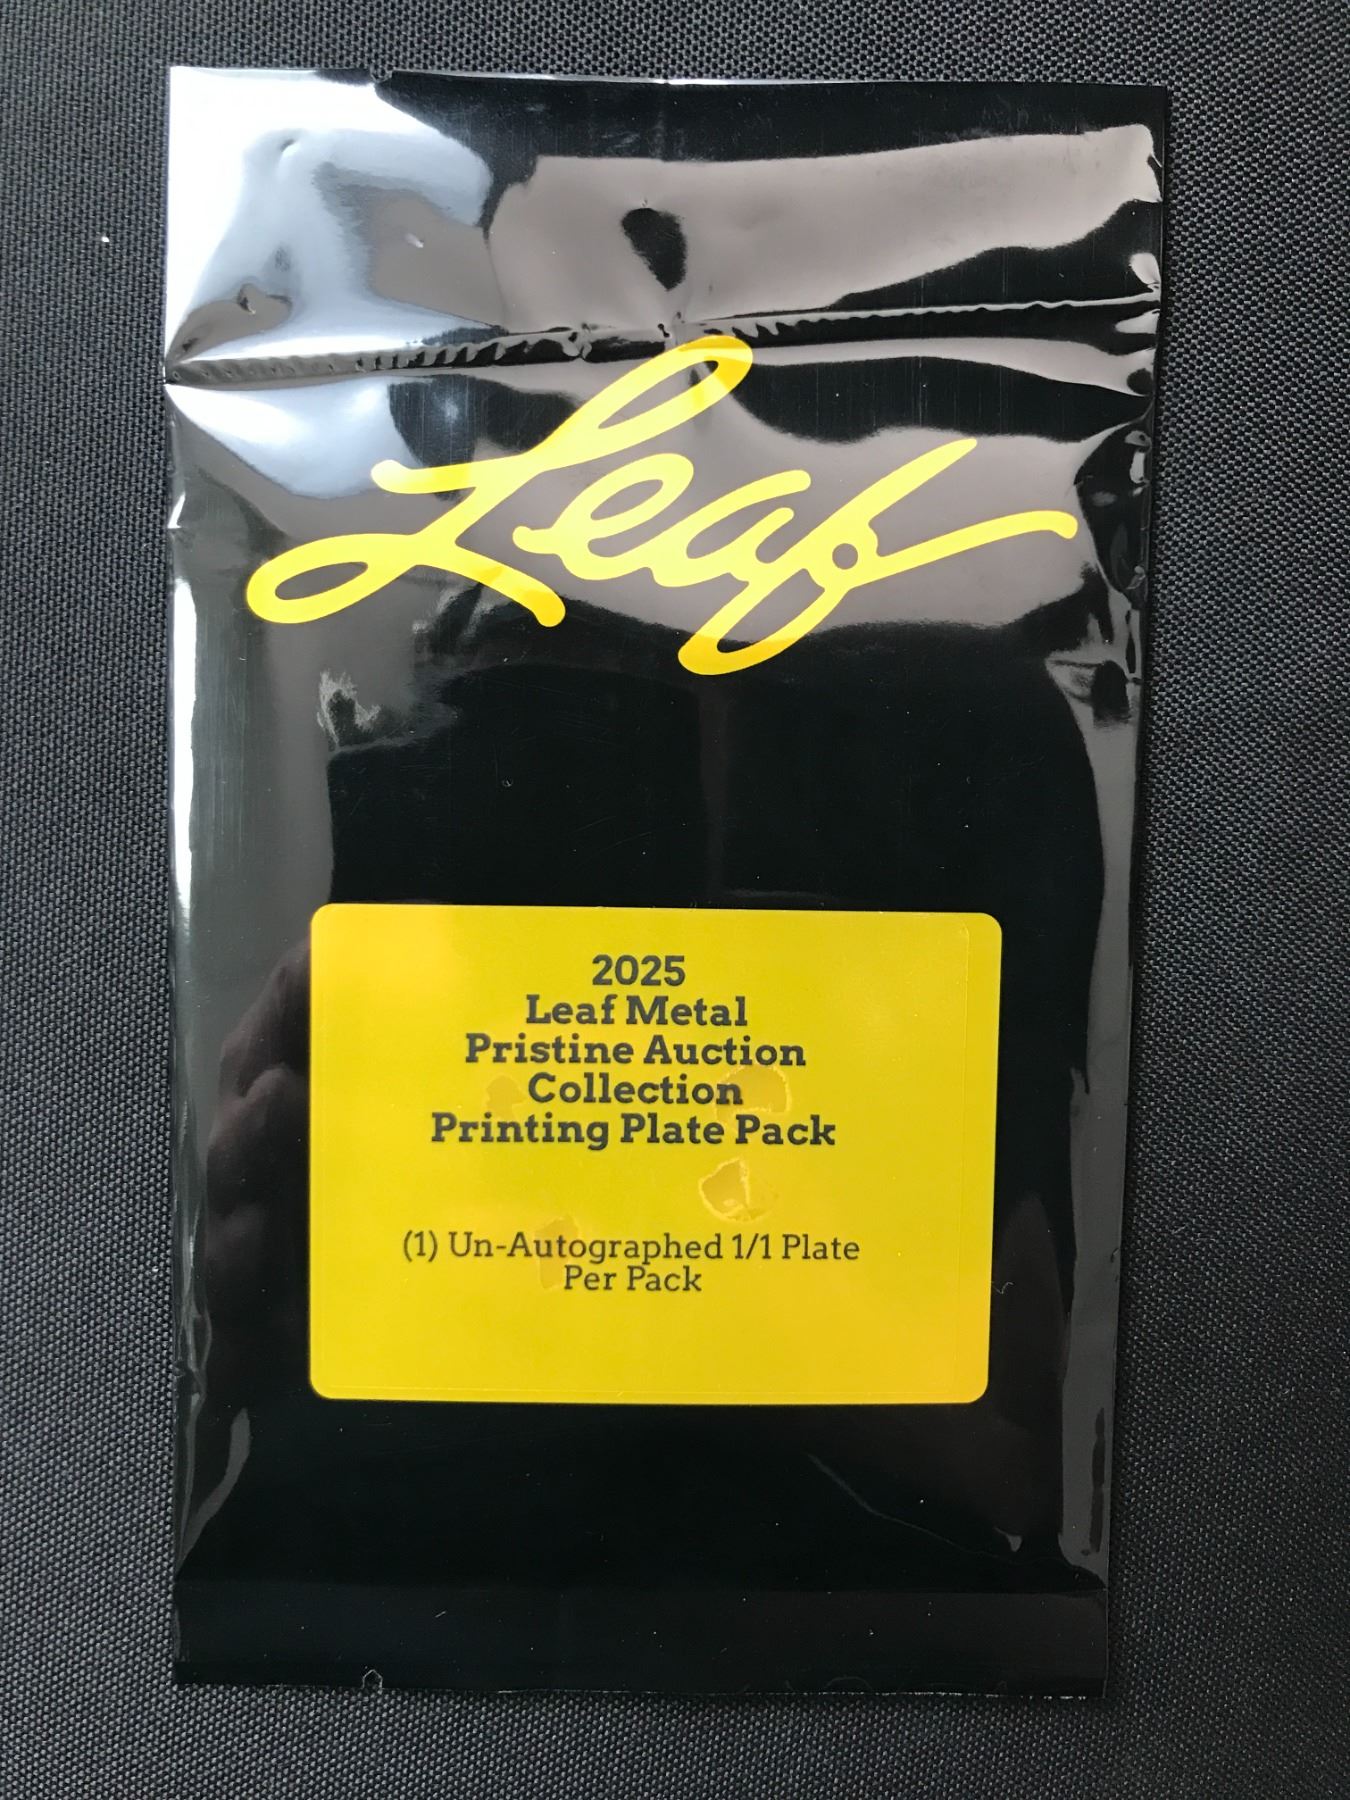 Leaf
2025
Leaf Metal
Pristine Auction
Collection
Printing Plate Pack
(1) Un-Autographed 1/1 Plate
Per Pack